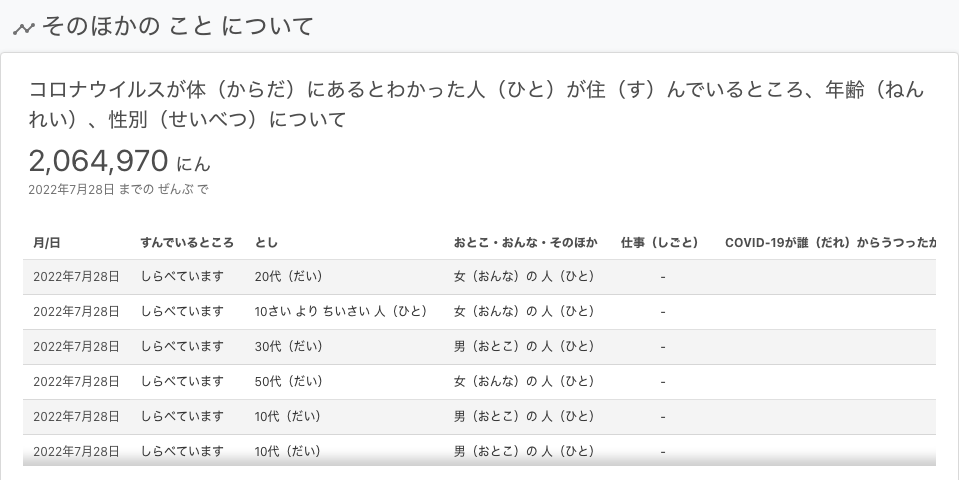 そのほかの こと について
コロナウイルスが体（からだ）にあるとわかった人（ひと）が住（す）んでいるところ、年齢（ねん
れい）、性別（せいべつ）について
2,064,970 にん
2022年7月28日 までの ぜんぶ で
月/日 すんでいるところ とし おとこ・おんな・そのほか 仕事（しごと） COVID-19が誰（だれ）からうつったか
2022年7月28日 しらべています 20代（だい） 女（おんな）の 人（ひと） -
2022年7月28日 しらべています 10さい より ちいさい 人（ひと） 女（おんな）の 人（ひと） -
2022年7月28日 しらべています 30代（だい） 男（おとこ）の 人（ひと） -
2022年7月28日 しらべています 50代（だい） 女（おんな）の 人（ひと） -
2022年7月28日 しらべています 10代（だい） 男（おとこ）の 人（ひと） -
2022年7月28日 しらべています 10代（だい） 男（おとこ）の 人（ひと） -